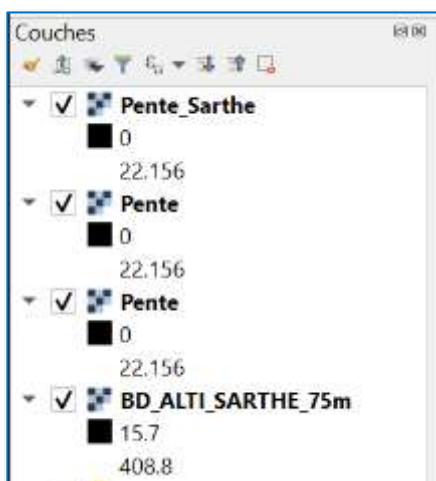 Couches
Pente_Sarthe
0
22.156
Pente
0
22.156
Pente
0
22.156
BD_ALTI_SARTHE_75m
15.7
408.8